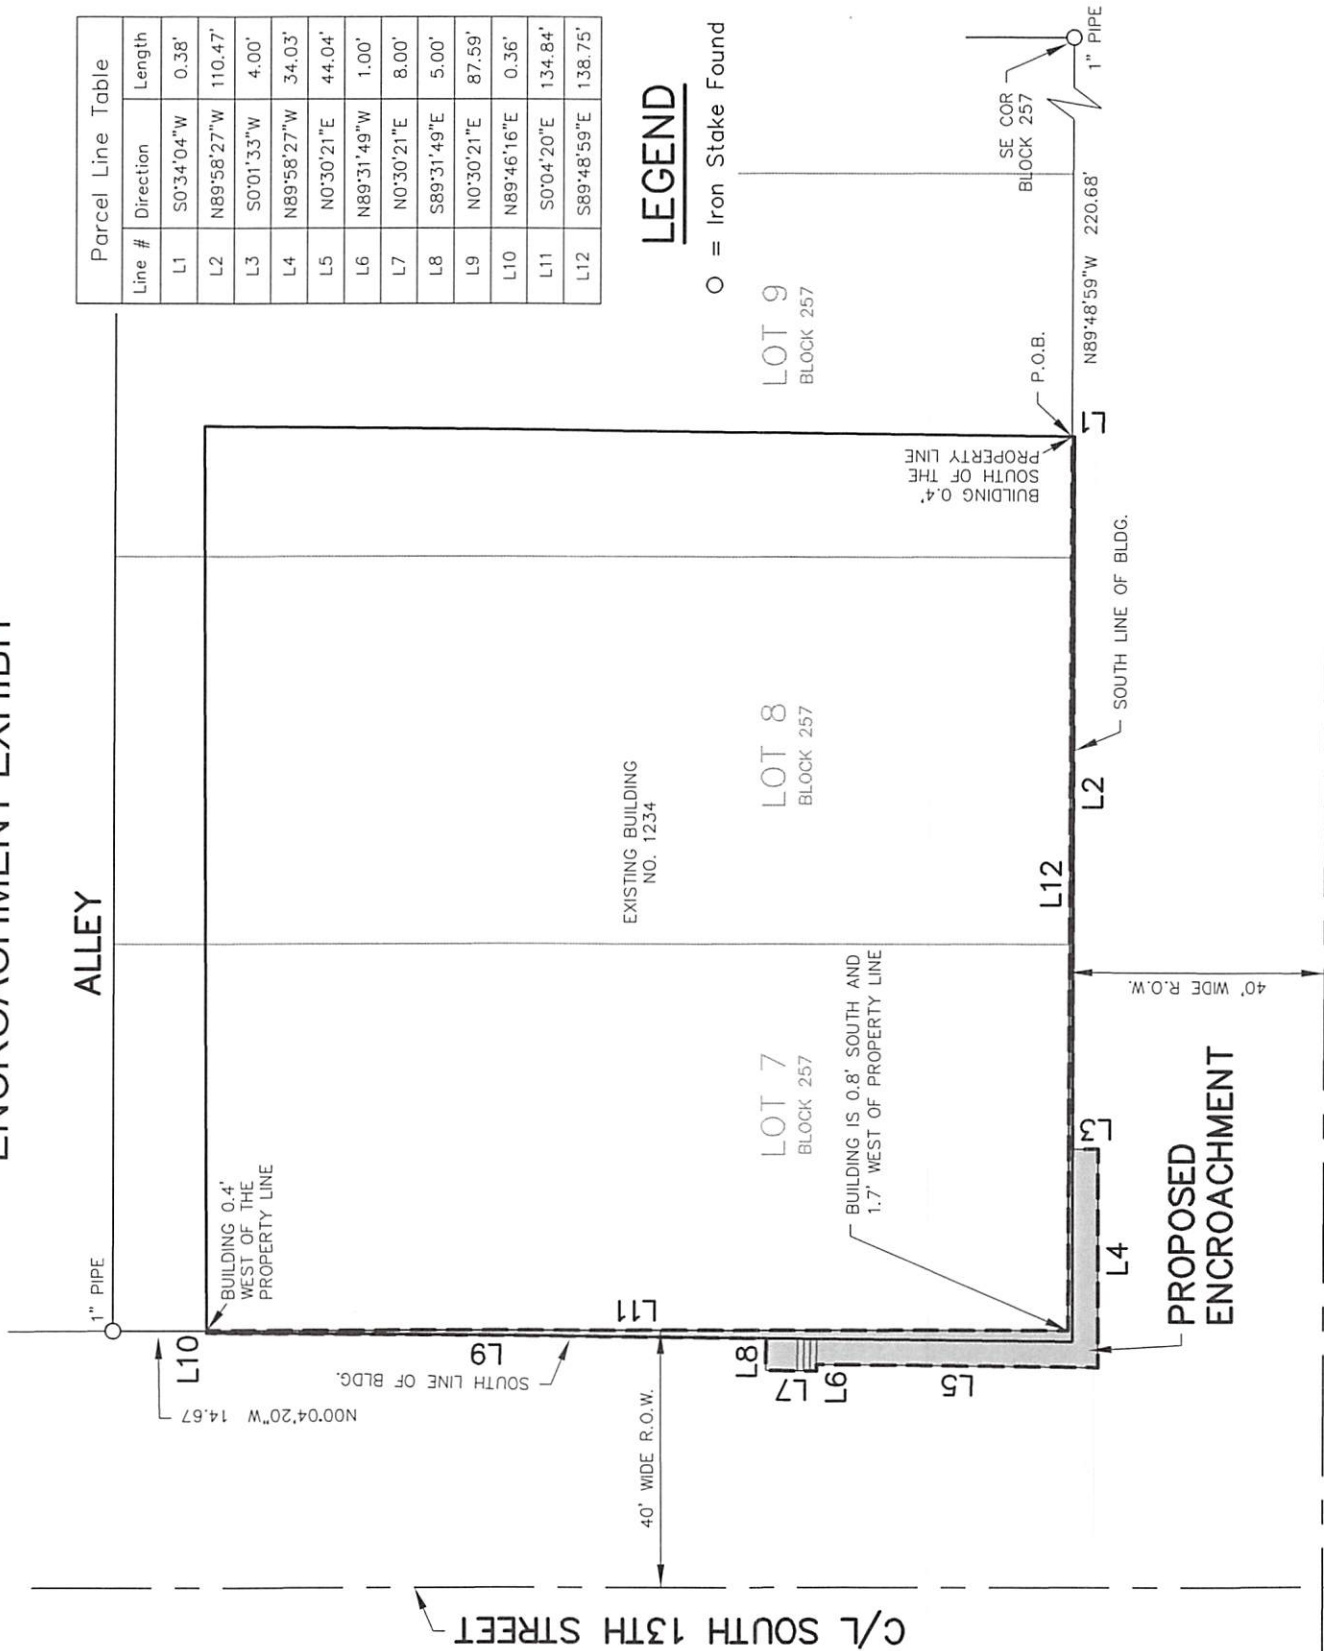 ENCROACHMENT EXHIBIT
ALLEY
1" PIPE
N00°04'20"W 14.67
L10
BUILDING 0.4'
WEST OF THE
PROPERTY LINE
L9
SOUTH LINE OF BLDG.
L11
40' WIDE R.O.W.
C/L SOUTH 13TH STREET
L8
L7
L6
L5
EXISTING BUILDING
NO. 1234
LOT 7
BLOCK 257
LOT 8
BLOCK 257
LOT 9
BLOCK 257
BUILDING IS 0.8' SOUTH AND
1.7' WEST OF PROPERTY LINE
BUILDING 0.4'
SOUTH OF THE
PROPERTY LINE
P.O.B.
L12
L2
L1
L3
L4
SOUTH LINE OF BLDG.
40' WIDE R.O.W.
PROPOSED
ENCROACHMENT
N89°48'59"W 220.68'
SE COR
BLOCK 257
1" PIPE
Parcel Line Table
Line # Direction Length
L1 S0°34'04"W 0.38'
L2 N89°58'27"W 110.47'
L3 S0°01'33"W 4.00'
L4 N89°58'27"W 34.03'
L5 N0°30'21"E 44.04'
L6 N89°31'49"W 1.00'
L7 N0°30'21"E 8.00'
L8 S89°31'49"E 5.00'
L9 N0°30'21"E 87.59'
L10 N89°46'16"E 0.36'
L11 S0°04'20"E 134.84'
L12 S89°48'59"E 138.75'
LEGEND
O = Iron Stake Found